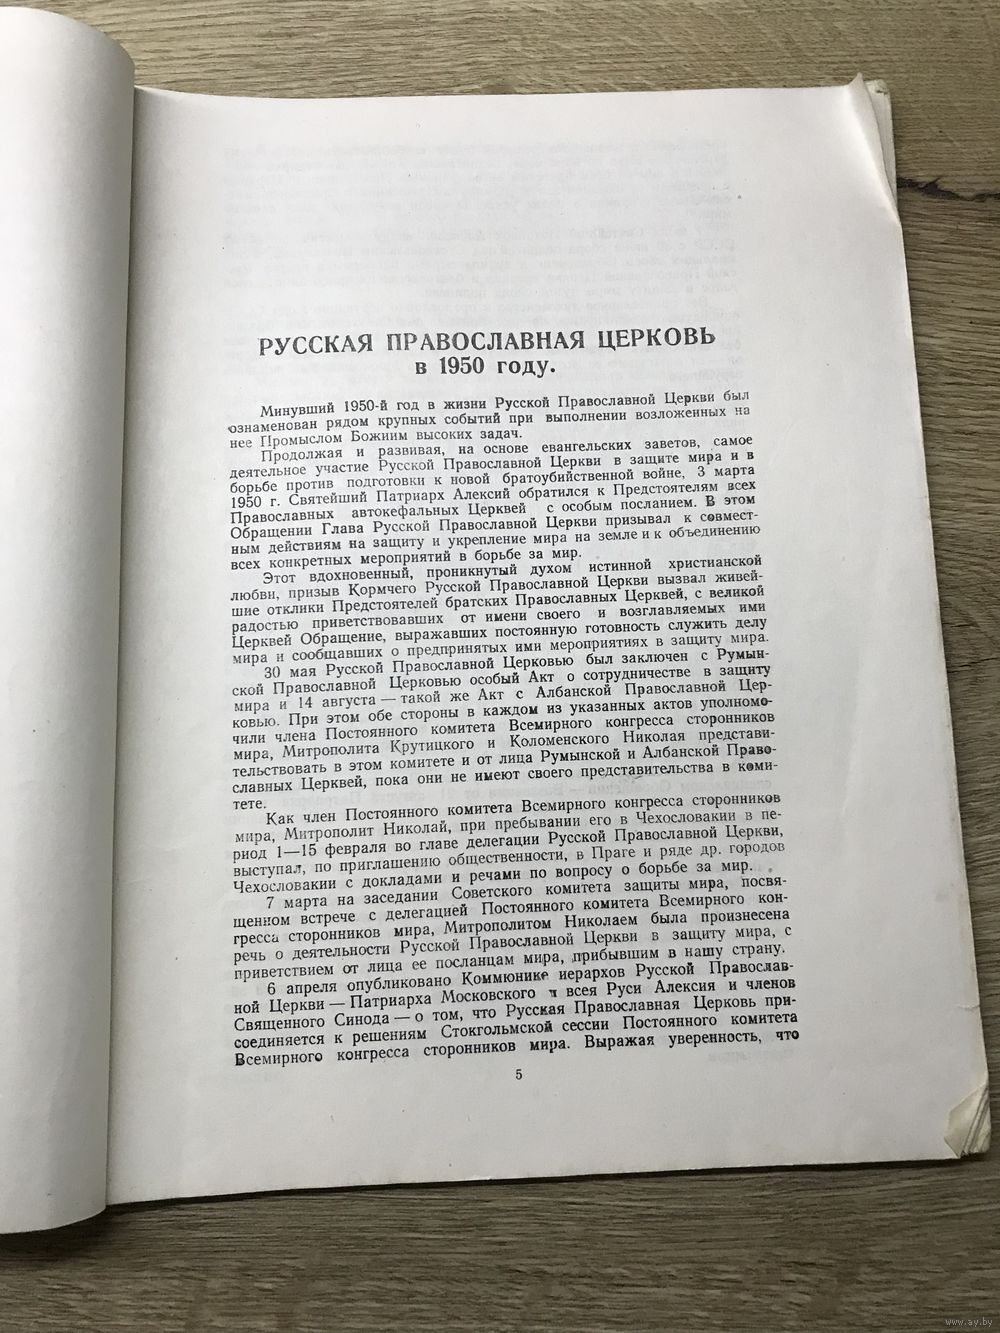 РУССКАЯ ПРАВОСЛАВНАЯ ЦЕРКОВЬ
в 1950 году.
Минувший 1950-й год в жизни Русской Православной Церкви был
ознаменован рядом крупных событий при выполнении возложенных на
нее Промыслом Божиим высоких задач.
Продолжая и развивая, на основе евангельских заветов, самое
деятельное участие Русской Православной Церкви в защите мира и в
борьбе против подготовки к новой братоубийственной войне, 3 марта
1950 г. Святейший Патриарх Алексий обратился к Предстоятелям всех
Православных автокефальных Церквей с особым посланием. В этом
Обращении Глава Русской Православной Церкви призывал к совмест-
ным действиям на защиту и укрепление мира на земле и к объединению
всех конкретных мероприятий в борьбе за мир.
Этот вдохновенный, проникнутый духом истинной христианской
любви, призыв Кормчего Русской Православной Церкви вызвал живей-
шие отклики Предстоятелей братских Православных Церквей, с великой
радостью приветствовавших от имени своего и возглавляемых ими
Церквей Обращение, выражавших постоянную готовность служить делу
мира и сообщавших о предпринятых ими мероприятиях в защиту мира.
30 мая Русской Православной Церковью был заключен с Румын-
ской Православной Церковью особый Акт о сотрудничестве в защиту
мира и 14 августа — такой же Акт с Албанской Православной Цер-
ковью. При этом обе стороны в каждом из указанных актов уполномо-
чили члена Постоянного комитета Всемирного конгресса сторонников
мира, Митрополита Крутицкого и Коломенского Николая представи-
тельствовать в этом комитете и от лица Румынской и Албанской Право-
славных Церквей, пока они не имеют своего представительства в коми-
тете.
Как член Постоянного комитета Всемирного конгресса сторонников
мира, Митрополит Николай, при пребывании его в Чехословакии в пе-
риод 1—15 февраля во главе делегации Русской Православной Церкви,
выступал, по приглашению общественности, в Праге и ряде др. городов
Чехословакии с докладами и речами по вопросу о борьбе за мир.
7 марта на заседании Советского комитета защиты мира, посвя-
щенном встрече с делегацией Постоянного комитета Всемирного кон-
гресса сторонников мира, Митрополитом Николаем была произнесена
речь о деятельности Русской Православной Церкви в защиту мира, с
приветствием от лица ее посланцам мира, прибывшим в нашу страну.
6 апреля опубликовано Коммюнике иерархов Русской Православ-
ной Церкви — Патриарха Московского и всея Руси Алексия и членов
Священного Синода — о том, что Русская Православная Церковь при-
соединяется к решениям Стокгольмской сессии Постоянного комитета
Всемирного конгресса сторонников мира. Выражая уверенность, что
5
www.ay.by